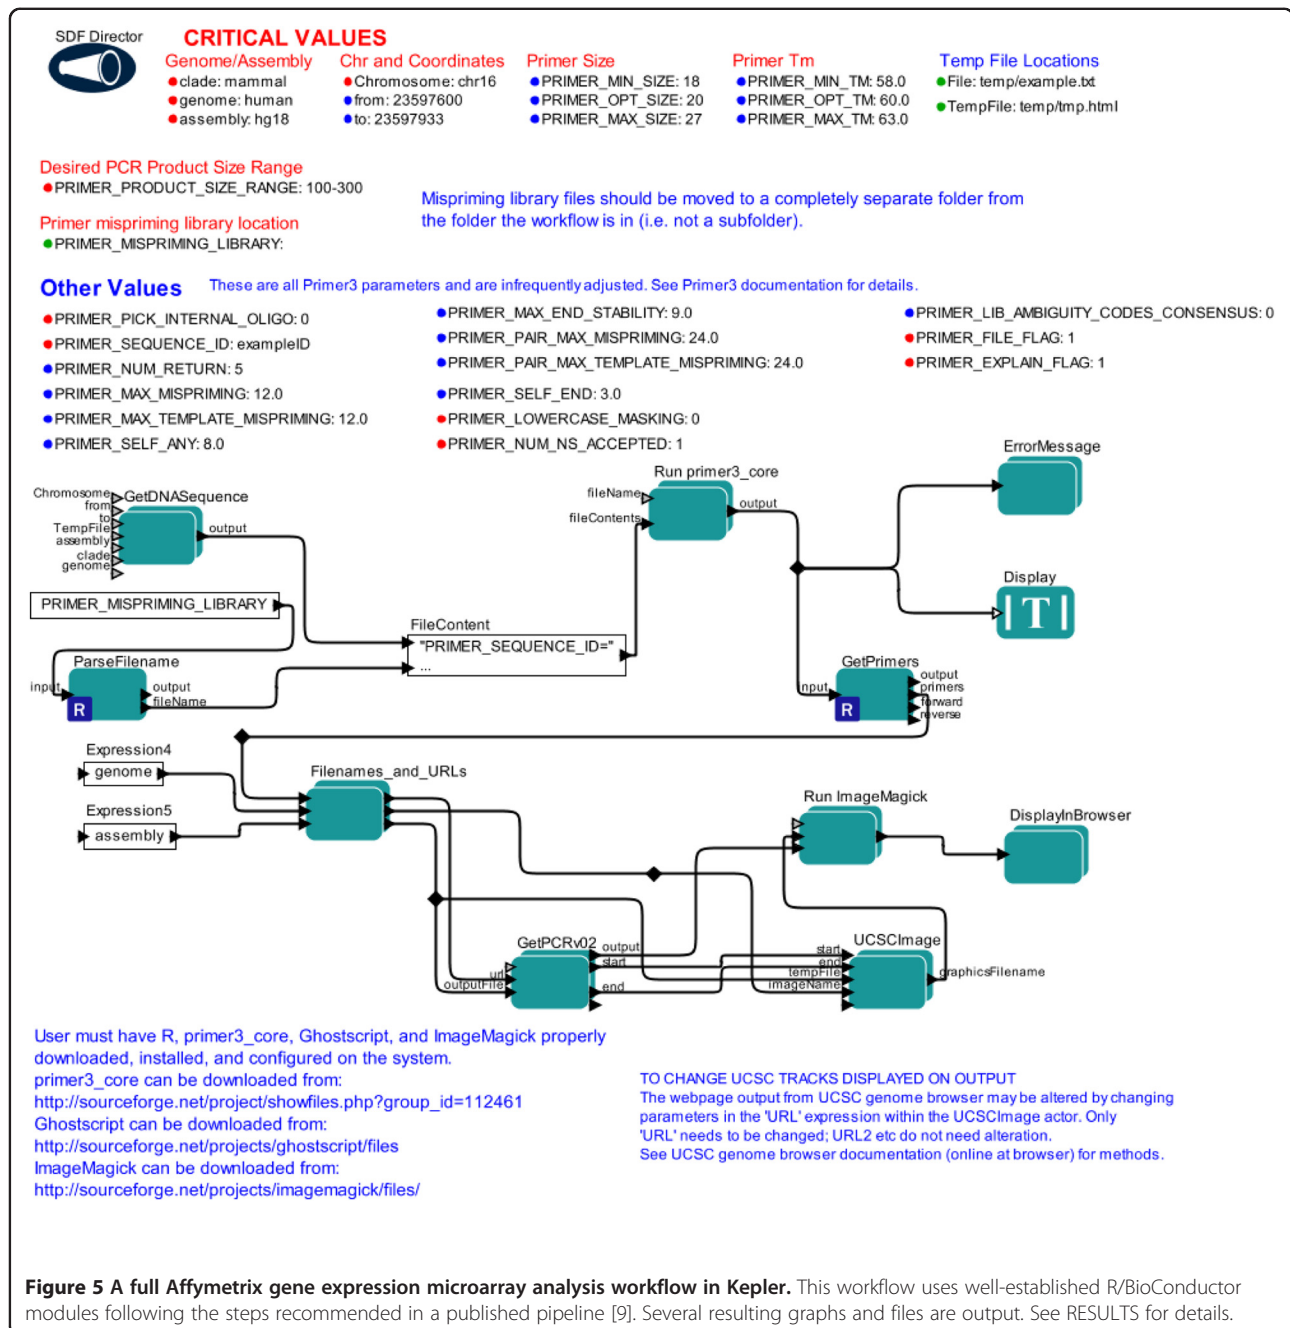 SDF Director
CRITICAL VALUES
Genome/Assembly
clade: mammal
genome: human
assembly: hg18
Chr and Coordinates
Chromosome: chr16
from: 23597600
to: 23597933
Primer Size
PRIMER_MIN_SIZE: 18
PRIMER_OPT_SIZE: 20
PRIMER_MAX_SIZE: 27
Primer Tm
PRIMER_MIN_TM: 58.0
PRIMER_OPT_TM: 60.0
PRIMER_MAX_TM: 63.0
Temp File Locations
File: temp/example.txt
TempFile: temp/tmp.html
Desired PCR Product Size Range
PRIMER_PRODUCT_SIZE_RANGE: 100-300
Primer mispriming library location
PRIMER_MISPRIMING_LIBRARY:
Mispriming library files should be moved to a completely separate folder from
the folder the workflow is in (i.e. not a subfolder).
Other Values
These are all Primer3 parameters and are infrequently adjusted. See Primer3 documentation for details.
PRIMER_PICK_INTERNAL_OLIGO: 0
PRIMER_SEQUENCE_ID: exampleID
PRIMER_NUM_RETURN: 5
PRIMER_MAX_MISPRIMING: 12.0
PRIMER_MAX_TEMPLATE_MISPRIMING: 12.0
PRIMER_SELF_ANY: 8.0
PRIMER_MAX_END_STABILITY: 9.0
PRIMER_PAIR_MAX_MISPRIMING: 24.0
PRIMER_PAIR_MAX_TEMPLATE_MISPRIMING: 24.0
PRIMER_SELF_END: 3.0
PRIMER_LOWERCASE_MASKING: 0
PRIMER_NUM_NS_ACCEPTED: 1
PRIMER_LIB_AMBIGUITY_CODES_CONSENSUS: 0
PRIMER_FILE_FLAG: 1
PRIMER_EXPLAIN_FLAG: 1
GetDNASequence
Chromosome
from
to
TempFile
assembly
clade
genome
output
Run primer3_core
fileName
fileContents
output
ErrorMessage
Display
T
PRIMER_MISPRIMING_LIBRARY
FileContent
"PRIMER_SEQUENCE_ID="
...
ParseFilename
input
R
output
fileName
GetPrimers
input
R
output
primers
forward
reverse
Expression4
genome
Expression5
assembly
Filenames_and_URLs
Run ImageMagick
DisplayInBrowser
GetPCRv02
url
outputFile
output
start
end
UCSCImage
start
end
tempFile
imageName
graphicsFilename
User must have R, primer3_core, Ghostscript, and ImageMagick properly
downloaded, installed, and configured on the system.
primer3_core can be downloaded from:
http://sourceforge.net/project/showfiles.php?group_id=112461
Ghostscript can be downloaded from:
http://sourceforge.net/projects/ghostscript/files
ImageMagick can be downloaded from:
http://sourceforge.net/projects/imagemagick/files/
TO CHANGE UCSC TRACKS DISPLAYED ON OUTPUT
The webpage output from UCSC genome browser may be altered by changing
parameters in the 'URL' expression within the UCSCImage actor. Only
'URL' needs to be changed; URL2 etc do not need alteration.
See UCSC genome browser documentation (online at browser) for methods.
Figure 5 A full Affymetrix gene expression microarray analysis workflow in Kepler. This workflow uses well-established R/BioConductor
modules following the steps recommended in a published pipeline [9]. Several resulting graphs and files are output. See RESULTS for details.